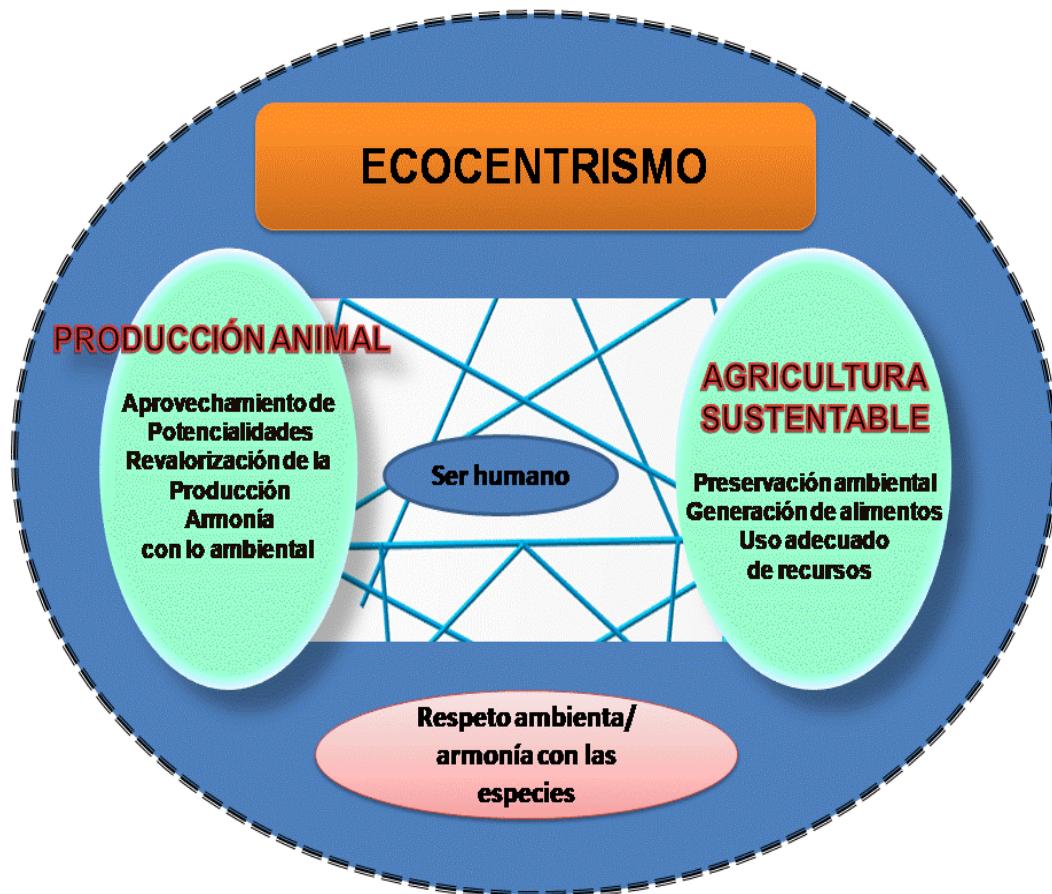 ECOCENTRISMO
PRODUCCIÓN ANIMAL
Aprovechamiento de
Potencialidades
Revalorización de la
Producción
Armonía
con lo ambiental
Ser humano
AGRICULTURA
SUSTENTABLE
Preservación ambiental
Generación de alimentos
Uso adecuado
de recursos
Respeto ambienta/
armonía con las
especies